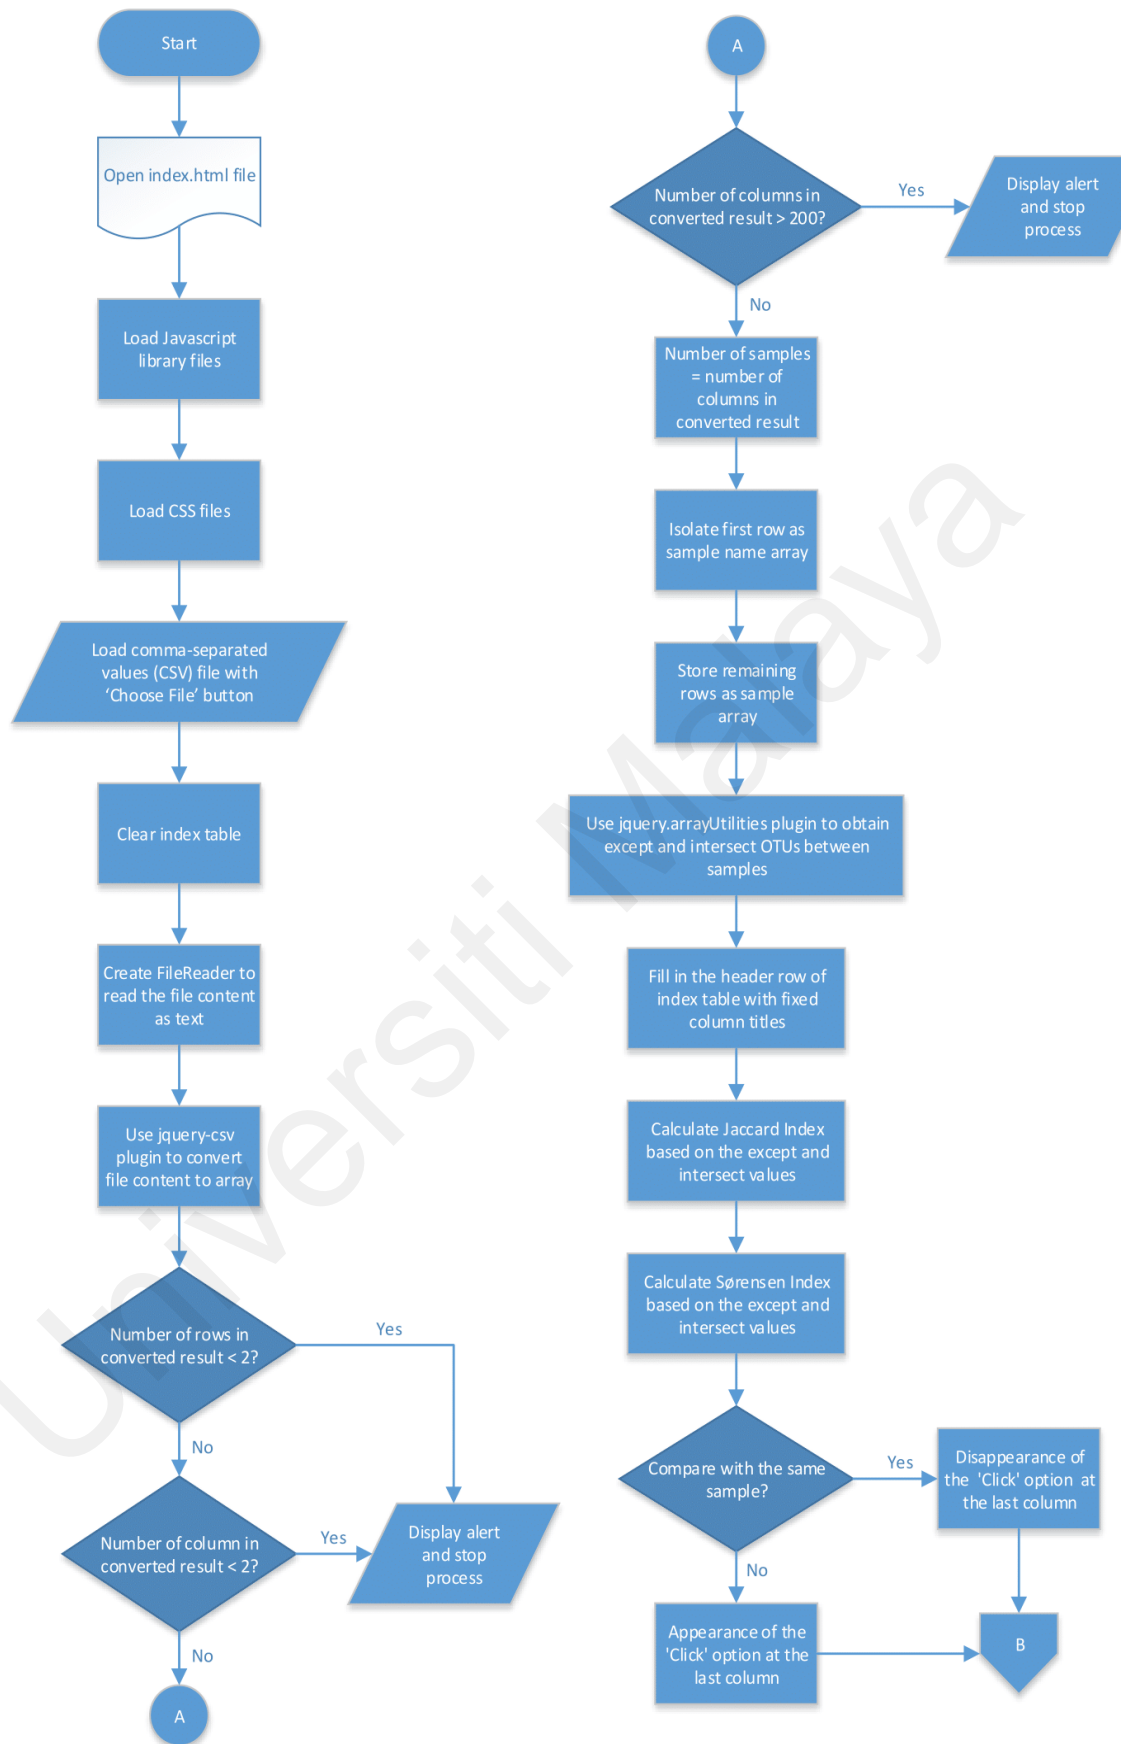 Start
Open index.html file
Load Javascript
library files
Load CSS files
Load comma-separated
values (CSV) file with
‘Choose File’ button
Clear index table
Create FileReader to
read the file content
as text
Use jquery-csv
plugin to convert
file content to array
Number of rows in
converted result < 2?
Yes
No
Number of column in
converted result < 2?
Yes
Display alert
and stop
process
No
A
A
Number of columns in
converted result > 200?
Yes
Display alert
and stop
process
No
Number of samples
= number of
columns in
converted result
Isolate first row as
sample name array
Store remaining
rows as sample
array
Use jquery.arrayUtilities plugin to obtain
except and intersect OTUs between
samples
Fill in the header row of
index table with fixed
column titles
Calculate Jaccard Index
based on the except and
intersect values
Calculate Sørensen Index
based on the except and
intersect values
Compare with the same
sample?
Yes
Disappearance of
the 'Click' option at
the last column
No
Appearance of the
'Click' option at the
last column
B
Universiti Malaya